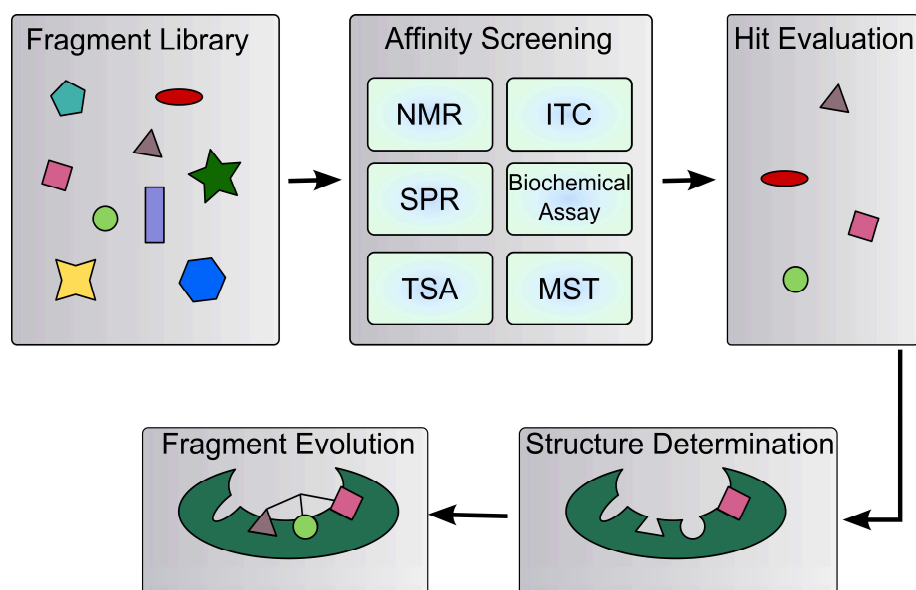 Fragment Library
Affinity Screening
Hit Evaluation
NMR
ITC
SPR
Biochemical
Assay
TSA
MST
Fragment Evolution
Structure Determination